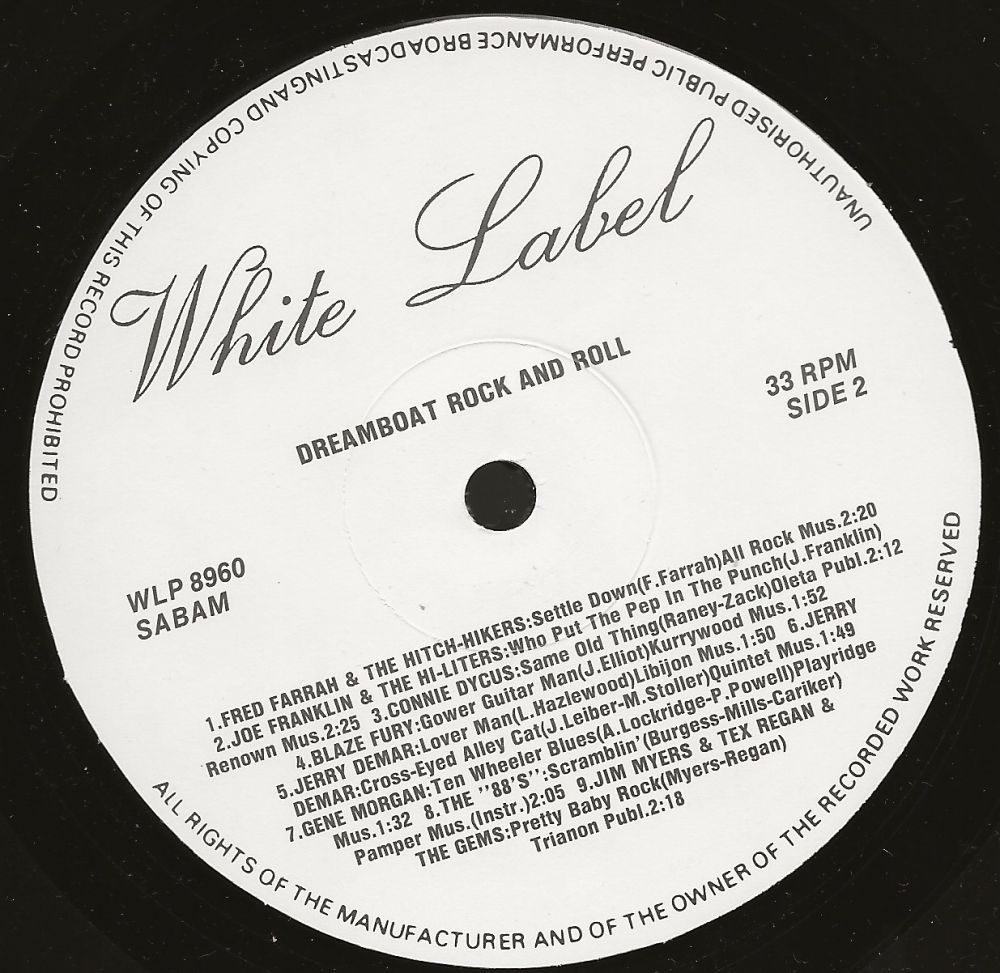 UNAUTHORISED PUBLIC PERFORMANCE BROADCASTING AND COPYING OF THIS RECORD PROHIBITED
White Label
DREAMBOAT ROCK AND ROLL
33 RPM
SIDE 2
WLP 8960
SABAM
1.FRED FARRAH & THE HITCH-HIKERS:Settle Down(F.Farrah)All Rock Mus.2:20
2.JOE FRANKLIN & THE HI-LITERS:Who Put The Pep In The Punch(J.Franklin)
Renown Mus.2:25 3.CONNIE DYCUS:Same Old Thing(Raney-Zack)Oleta Publ.2:12
4.BLAZE FURY:Gower Guitar Man(J.Elliot)Kurrywood Mus.1:52
5.JERRY DEMAR:Lover Man(L.Hazlewood)Libijon Mus.1:50 6.JERRY
DEMAR:Cross-Eyed Alley Cat(J.Leiber-M.Stoller)Quintet Mus.1:49
7.GENE MORGAN:Ten Wheeler Blues(A.Lockridge-P.Powell)Playridge
Mus.1:32 8.THE "88'S":Scramblin'(Burgess-Mills-Cariker)
Pamper Mus.(Instr.)2:05 9.JIM MYERS & TEX REGAN &
THE GEMS:Pretty Baby Rock(Myers-Regan)
Trianon Publ.2:18
ALL RIGHTS OF THE MANUFACTURER AND OF THE OWNER OF THE RECORDED WORK RESERVED